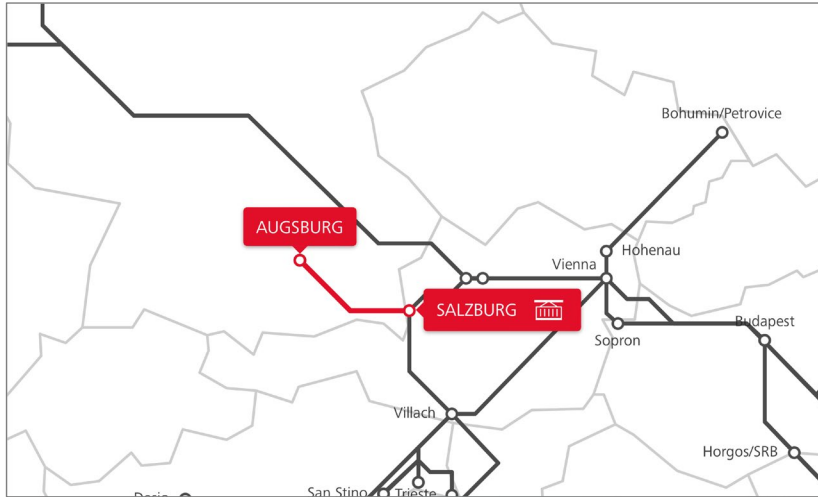 Bohumin/Petrovice
AUGSBURG
Hohenau
Vienna
SALZBURG
Budapest
Sopron
Villach
Horgos/SRB
San Stino
Trieste